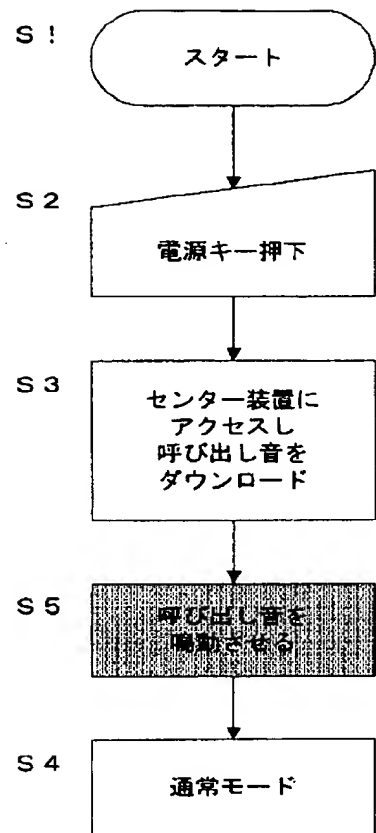 S! スタート
S2
電源キー押下
S3 センター装置に
アクセスし
呼び出し音を
ダウンロード
S5 呼び出し音を
鳴動させる
S4 通常モード